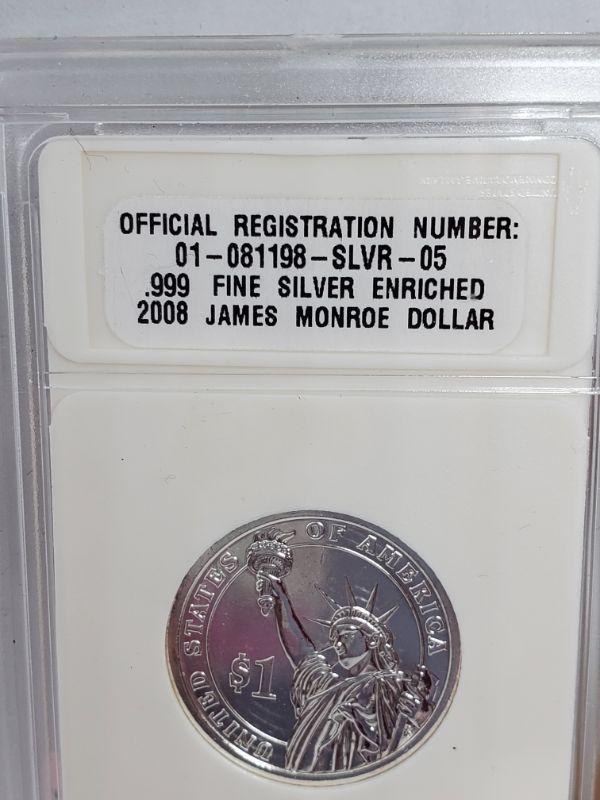 OFFICIAL REGISTRATION NUMBER:
01-081198-SLVR-05
.999 FINE SILVER ENRICHED
2008 JAMES MONROE DOLLAR
UNITED STATES OF AMERICA
$1